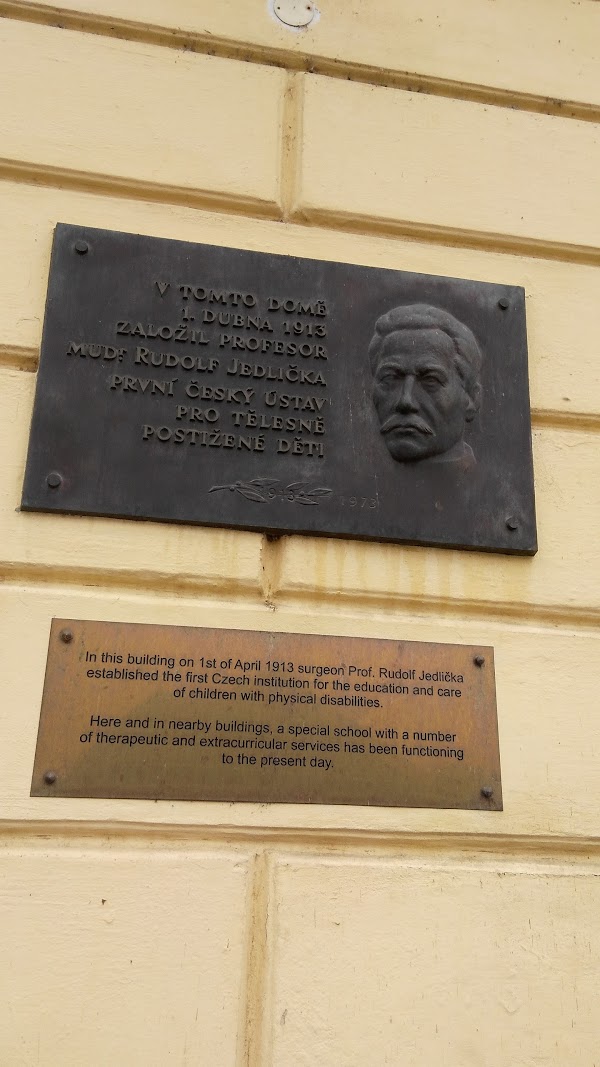 V TOMTO DOMĚ
1. DUBNA 1913
ZALOŽIL PROFESOR
MUDR RUDOLF JEDLIČKA
PRVNÍ ČESKÝ ÚSTAV
PRO TĚLESNĚ
POSTIŽENÉ DĚTI
1913 1973
In this building on 1st of April 1913 surgeon Prof. Rudolf Jedlička
established the first Czech institution for the education and care
of children with physical disabilities.
Here and in nearby buildings, a special school with a number
of therapeutic and extracurricular services has been functioning
to the present day.